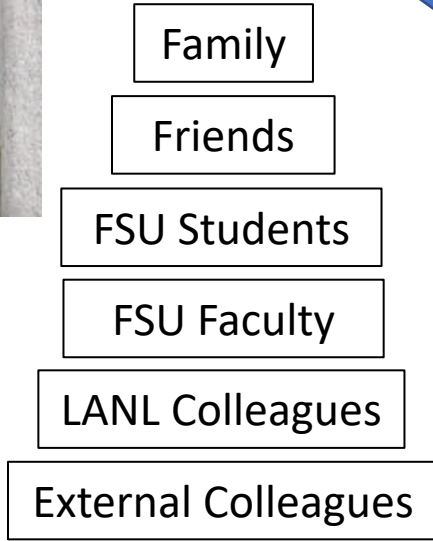 Family
Friends
FSU Students
FSU Faculty
LANL Colleagues
External Colleagues